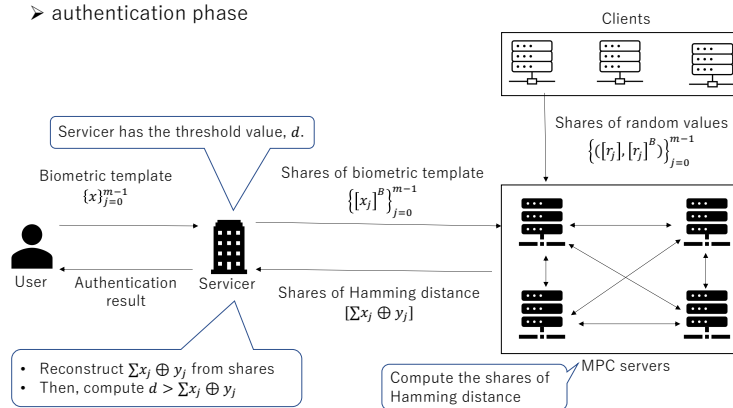 ➢ authentication phase
Clients
Servicer has the threshold value, d.
Shares of random values
{([r_j], [r_j]^B)}_{j=0}^{m-1}
Biometric template
{x}_{j=0}^{m-1}
Shares of biometric template
{[x_j]^B}_{j=0}^{m-1}
User
Authentication
result
Servicer
Shares of Hamming distance
[∑x_j ⊕ y_j]
• Reconstruct ∑x_j ⊕ y_j from shares
• Then, compute d > ∑x_j ⊕ y_j
MPC servers
Compute the shares of
Hamming distance